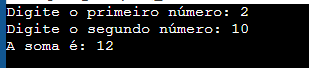 Digite o primeiro número: 2
Digite o segundo número: 10
A soma é: 12